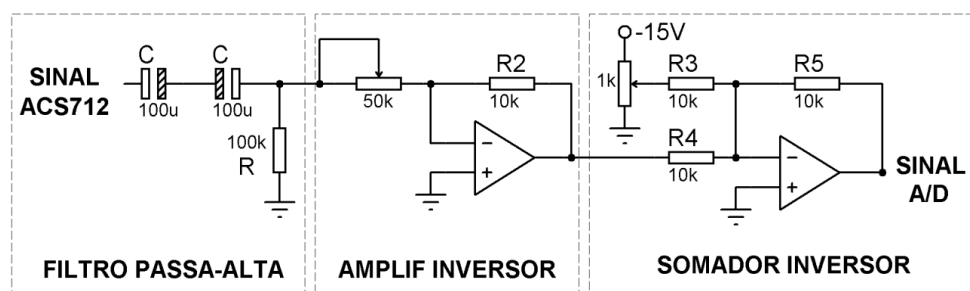 SINAL
ACS712
C
100u
C
100u
100k
R
50k
R2
10k
-
+
-15V
1k
R3
10k
R4
10k
R5
10k
-
+
SINAL
A/D
FILTRO PASSA-ALTA
AMPLIF INVERSOR
SOMADOR INVERSOR